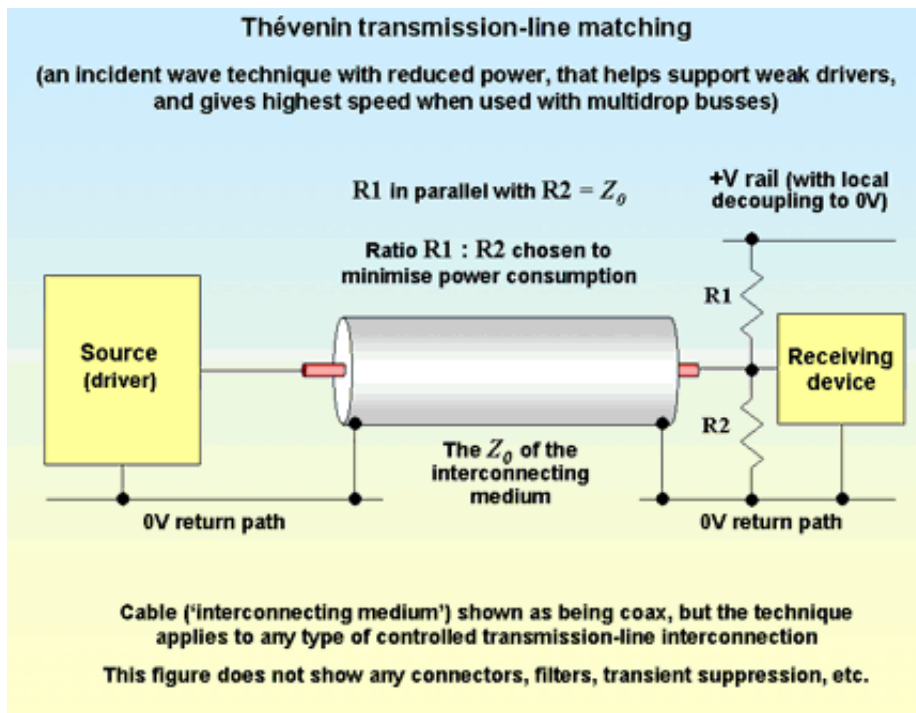 Thévenin transmission-line matching
(an incident wave technique with reduced power, that helps support weak drivers,
and gives highest speed when used with multidrop busses)
R1 in parallel with R2 = Z₀
+V rail (with local
decoupling to 0V)
Ratio R1 : R2 chosen to
minimise power consumption
R1
Source
(driver)
Receiving
device
R2
The Z₀ of the
interconnecting
medium
0V return path
0V return path
Cable ('interconnecting medium') shown as being coax, but the technique
applies to any type of controlled transmission-line interconnection
This figure does not show any connectors, filters, transient suppression, etc.